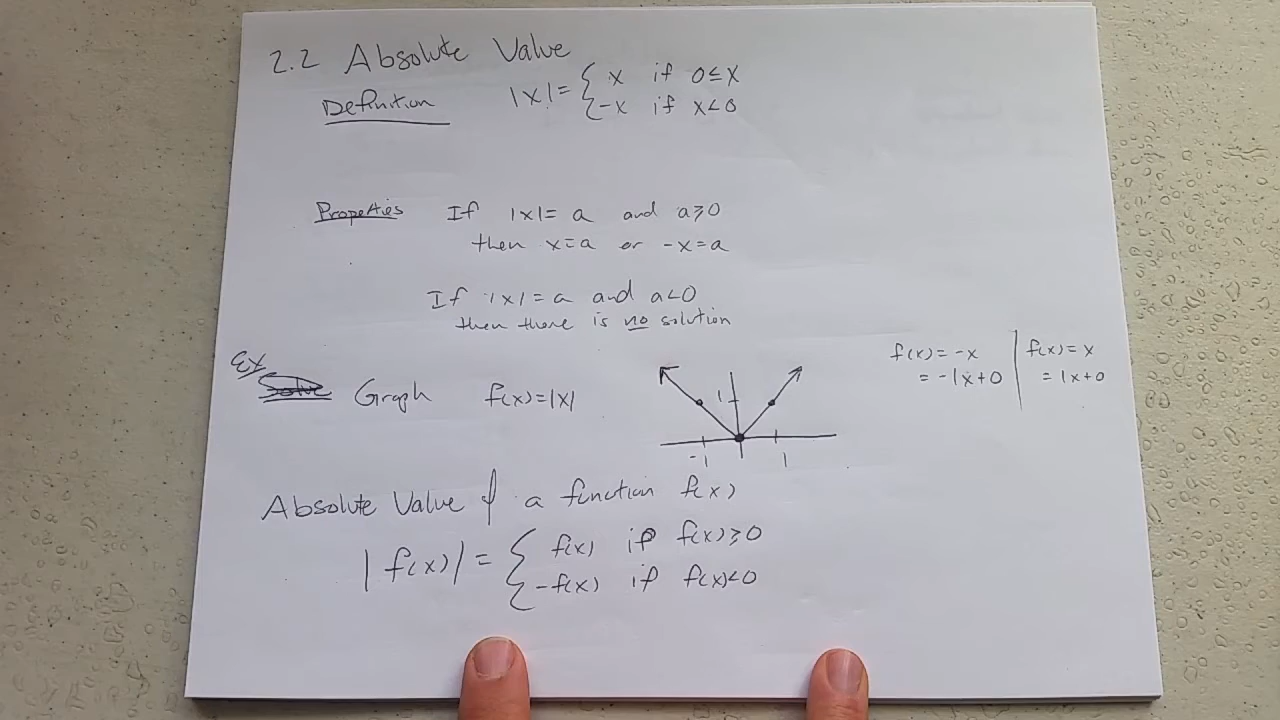 2.2 Absolute Value
Definition |x|= { x if 0≤x
-x if x<0
Properties If |x|=a and a≥0
then x=a or -x=a
If |x|=a and a<0
then there is no solution
Ex
Graph f(x)=|x|
1
-1 1
f(x)=-x
=-1x+0
f(x)=x
=1x+0
Absolute Value of a function f(x)
|f(x)|= { f(x) if f(x)≥0
-f(x) if f(x)<0